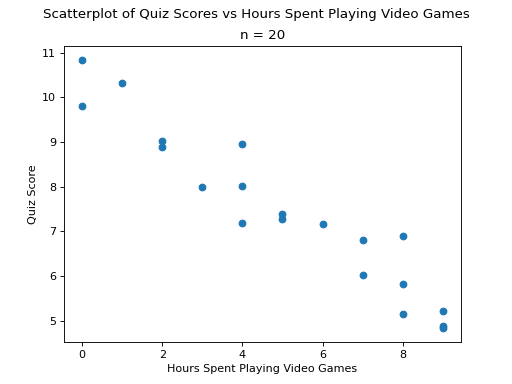 Scatterplot of Quiz Scores vs Hours Spent Playing Video Games
n = 20
11
10
9
8
7
6
5
Quiz Score
0 2 4 6 8
Hours Spent Playing Video Games